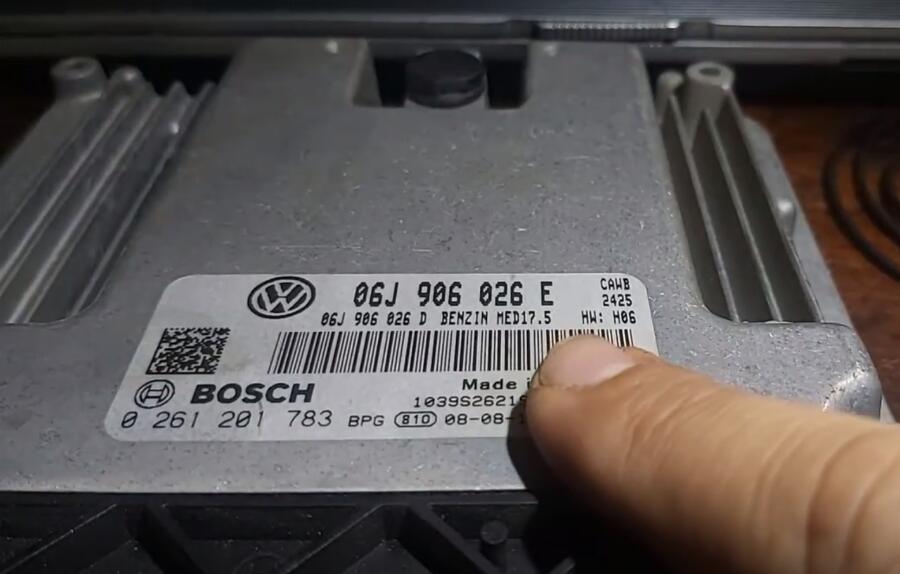 VW 06J 906 026 E CAWB
06J 906 026 D BENZIN MED17.5 2425
HW: H06
BOSCH Made
1039S2621
0 261 201 783 BPG 810 08-08-